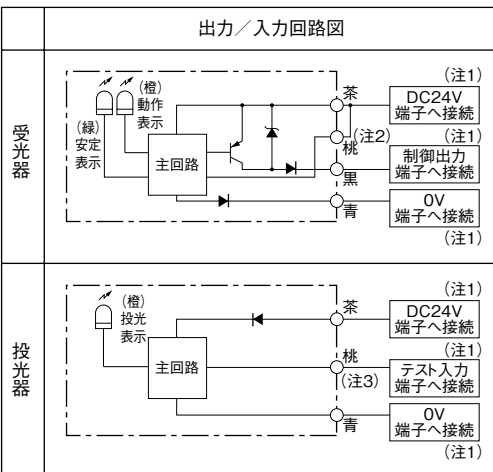 出力／入力回路図
受光器
(緑)
安定
表示
(橙)
動作
表示
主回路
茶
(注2)
桃
黒
青
(注1)
DC24V
端子へ接続
(注1)
制御出力
端子へ接続
0V
端子へ接続
(注1)
投光器
(橙)
投光
表示
主回路
茶
桃
(注3)
青
(注1)
DC24V
端子へ接続
(注1)
テスト入力
端子へ接続
0V
端子へ接続
(注1)